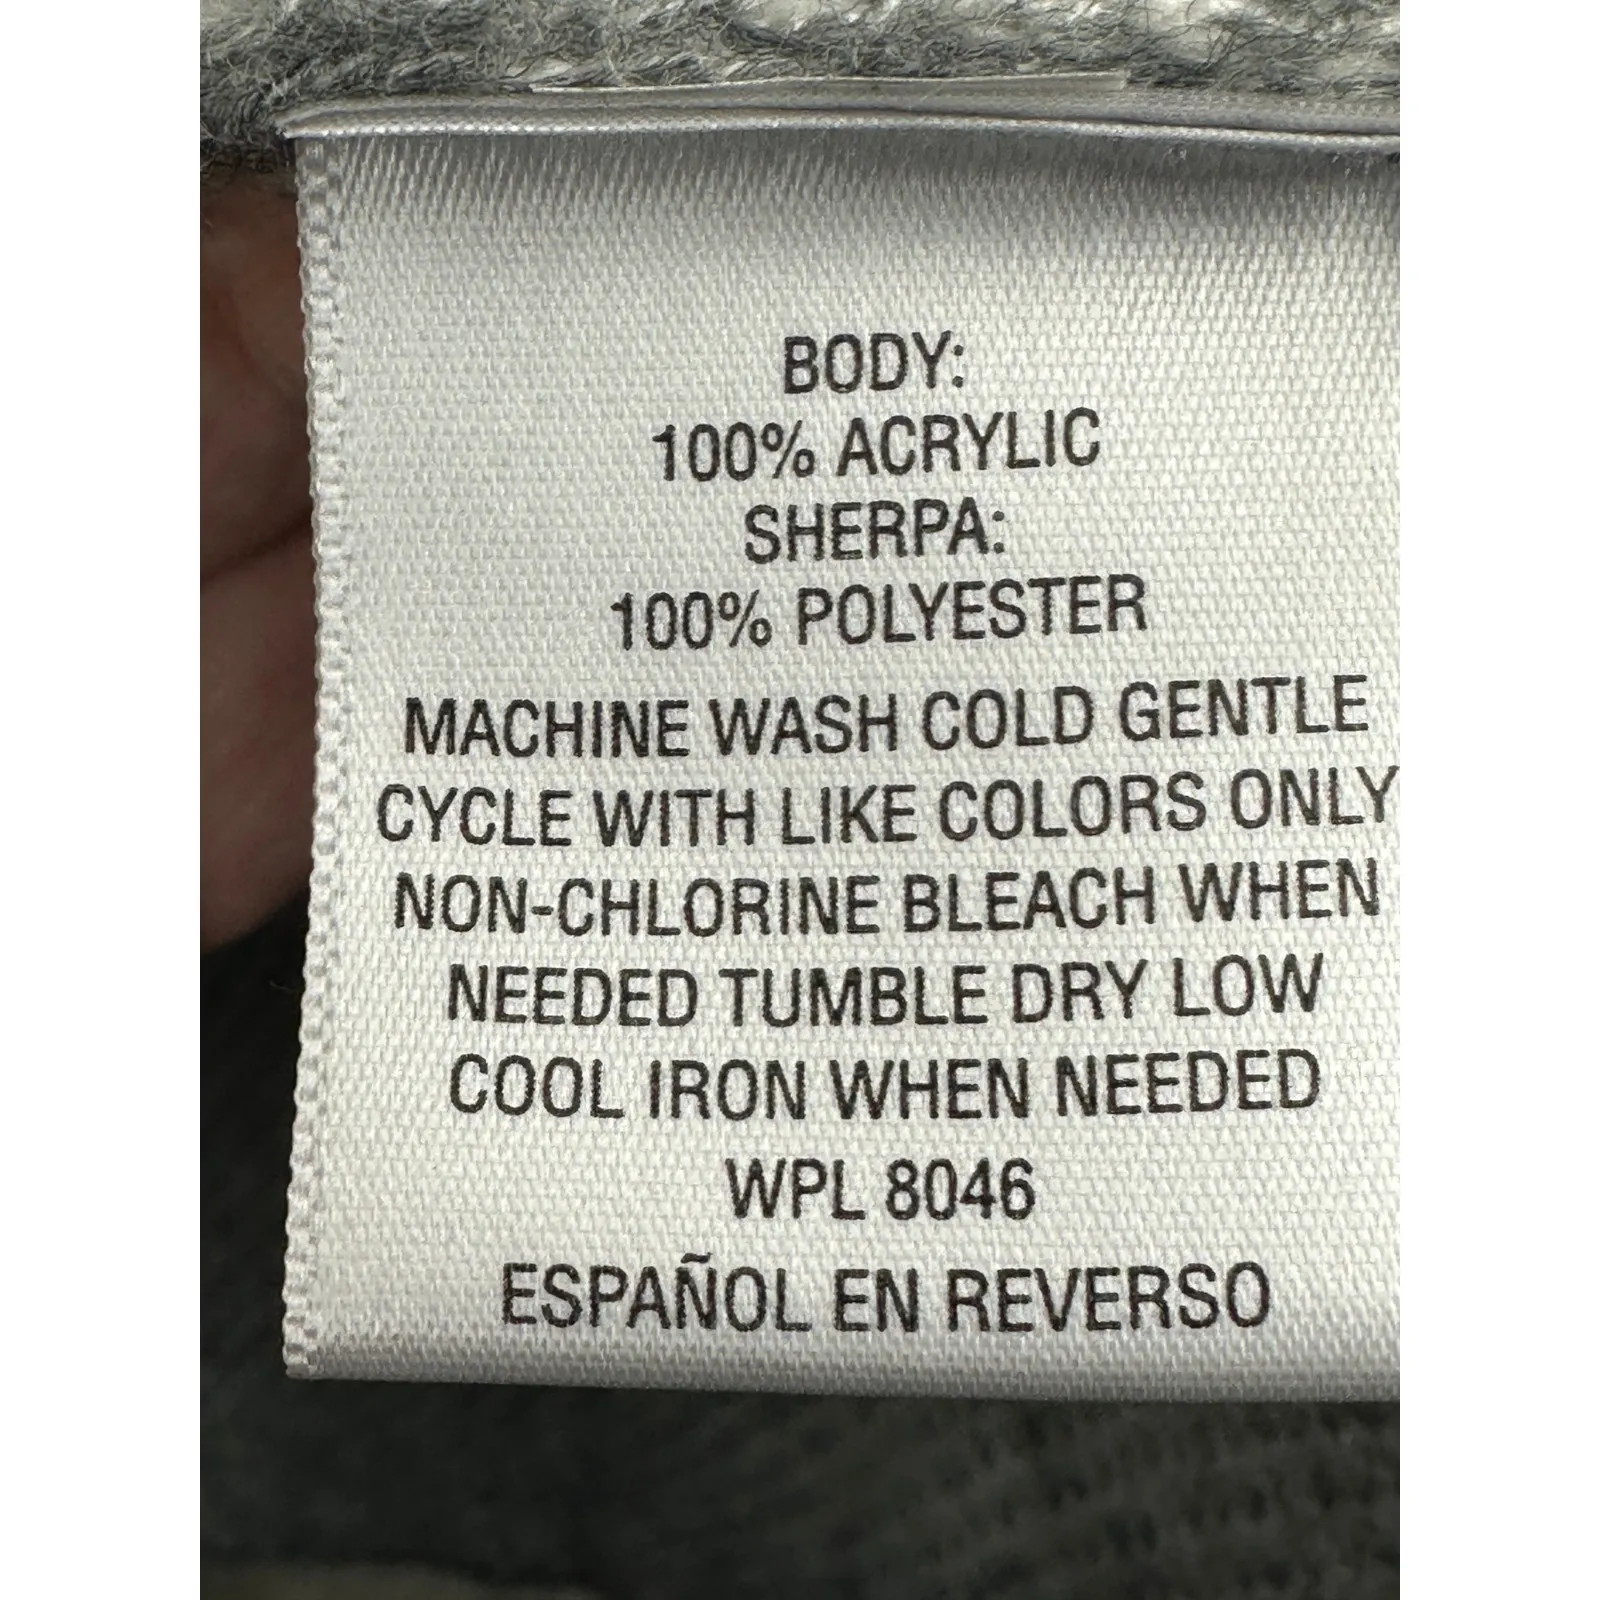 BODY:
100% ACRYLIC
SHERPA:
100% POLYESTER
MACHINE WASH COLD GENTLE
CYCLE WITH LIKE COLORS ONLY
NON-CHLORINE BLEACH WHEN
NEEDED TUMBLE DRY LOW
COOL IRON WHEN NEEDED
WPL 8046
ESPAÑOL EN REVERSO